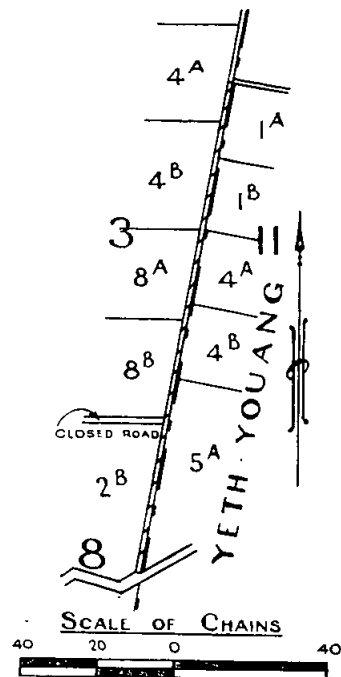 4A
1A
4B
1B
3
11
8A
4A
8B
4B
CLOSED ROAD
5A
2B
YETH-YOUANG
8
SCALE OF CHAINS
40 20 0 40